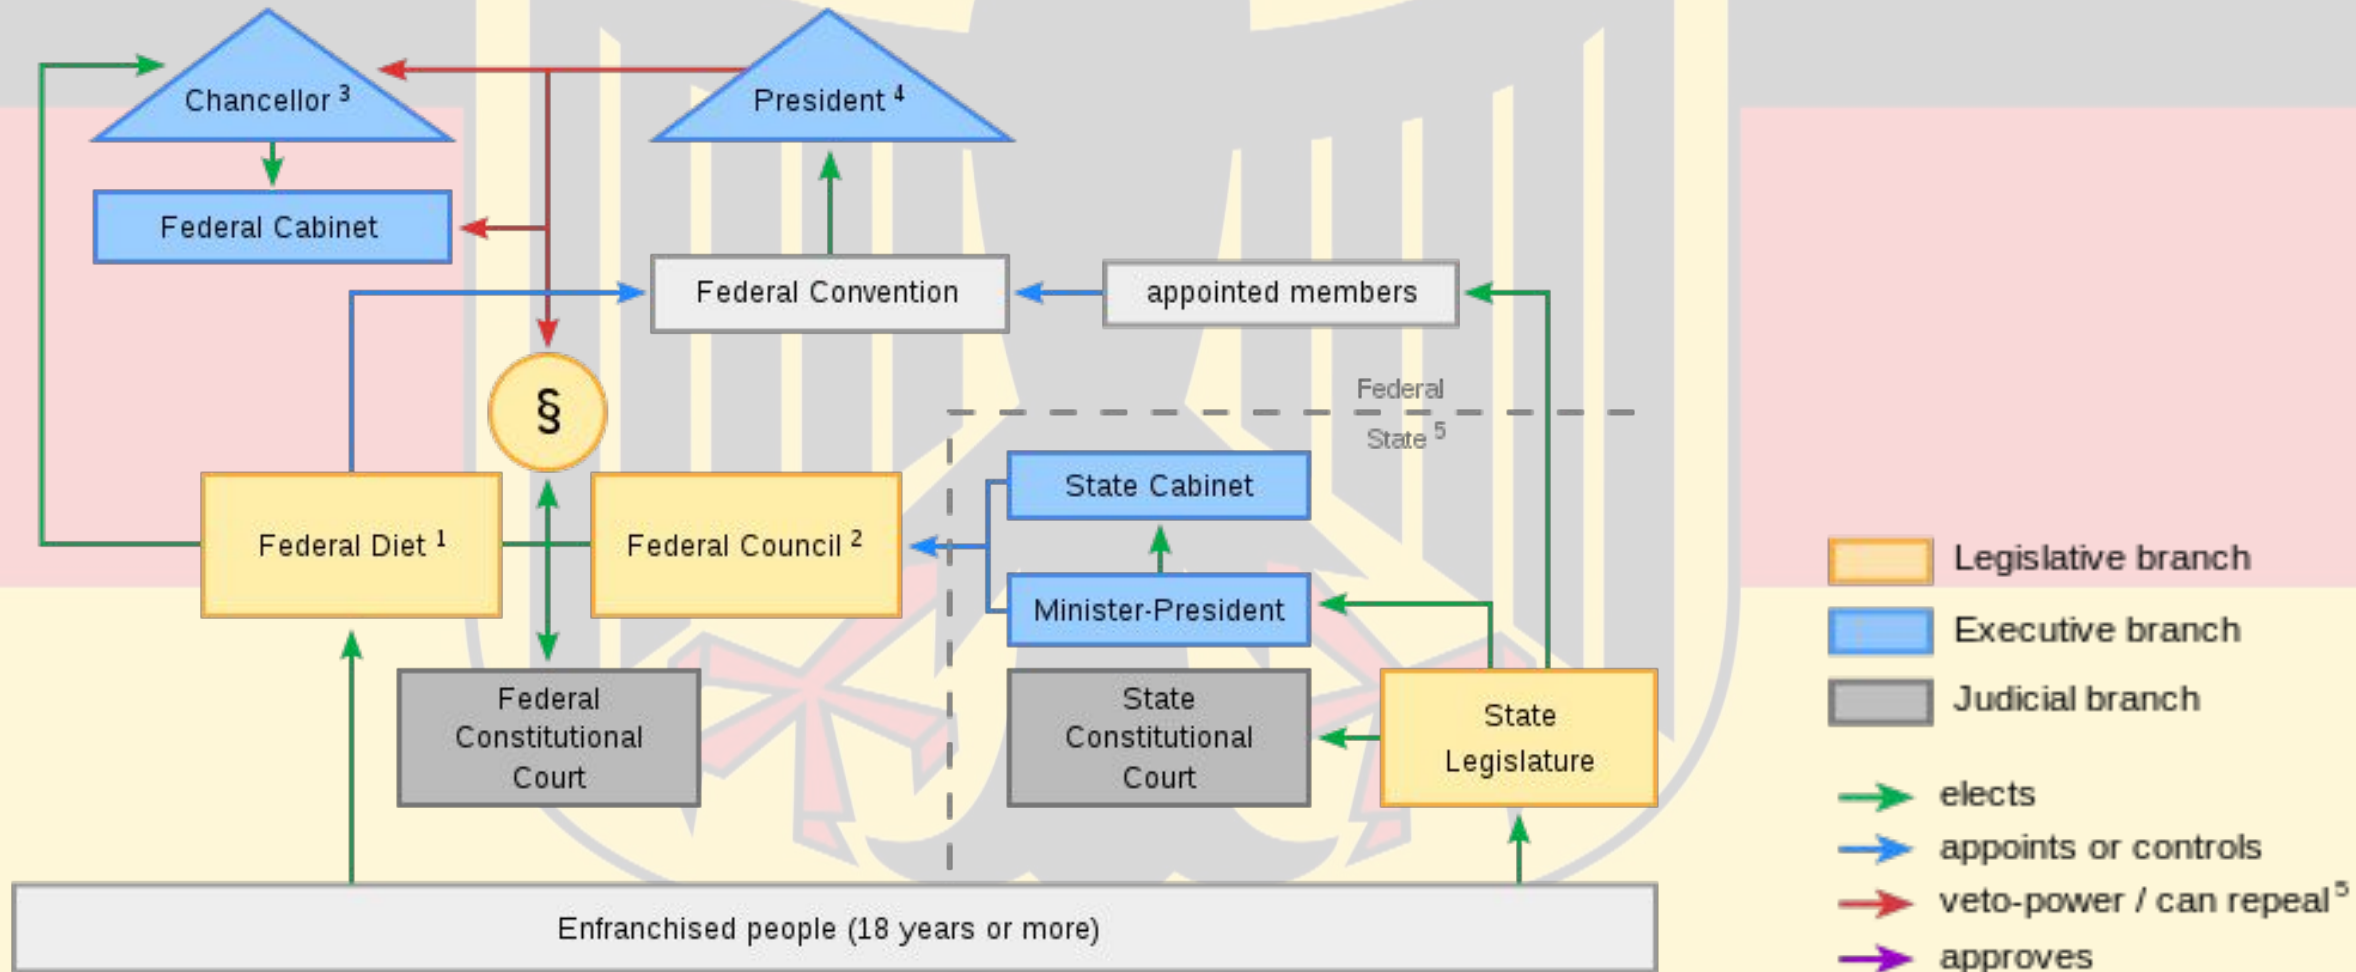 Chancellor 3
President 4
Federal Cabinet
Federal Convention
appointed members
§
Federal
State 5
Federal Diet 1
Federal Council 2
State Cabinet
Minister-President
Federal
Constitutional
Court
State
Constitutional
Court
State
Legislature
Enfranchised people (18 years or more)
Legislative branch
Executive branch
Judicial branch
elects
appoints or controls
veto-power / can repeal 5
approves